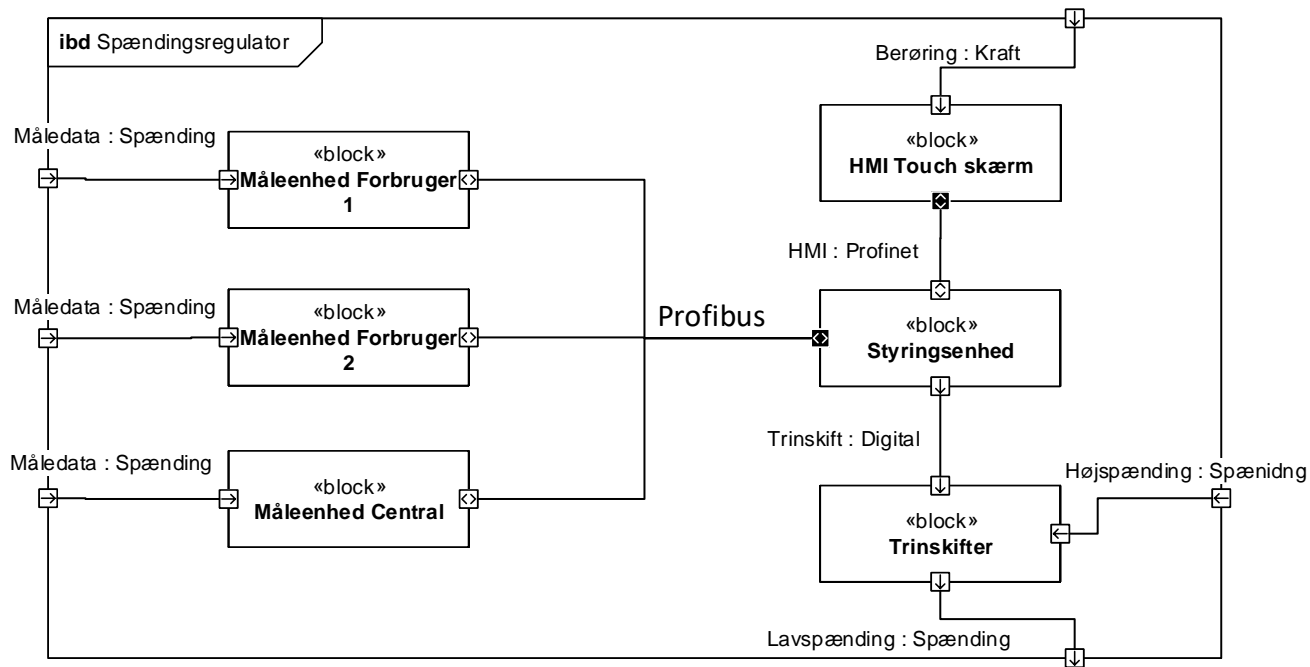 ibd Spændingsregulator
Berøring : Kraft
Måledata : Spænding
«block»
Måleenhed Forbruger
1
«block»
HMI Touch skærm
HMI : Profinet
Måledata : Spænding
«block»
Måleenhed Forbruger
2
Profibus
«block»
Styringsenhed
Trinskift : Digital
Måledata : Spænding
«block»
Måleenhed Central
Højspænding : Spænidng
«block»
Trinskifter
Lavspænding : Spænding